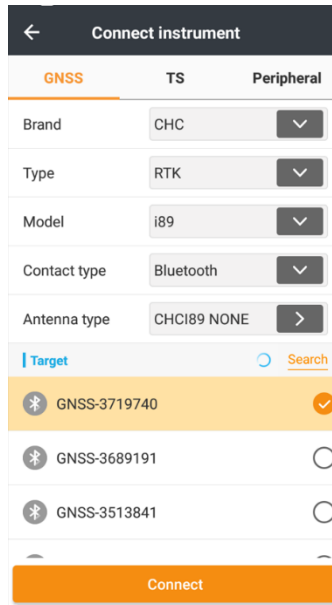 Connect instrument
GNSS TS Peripheral
Brand CHC
Type RTK
Model i89
Contact type Bluetooth
Antenna type CHCI89 NONE
Target Search
GNSS-3719740
GNSS-3689191
GNSS-3513841
Connect